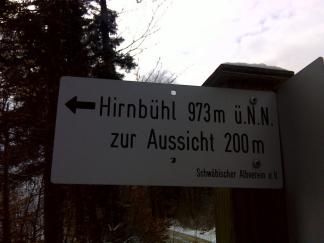 Hirnbühl 973m ü.N.N.
zur Aussicht 200m
Schwäbischer Albverein e.V.